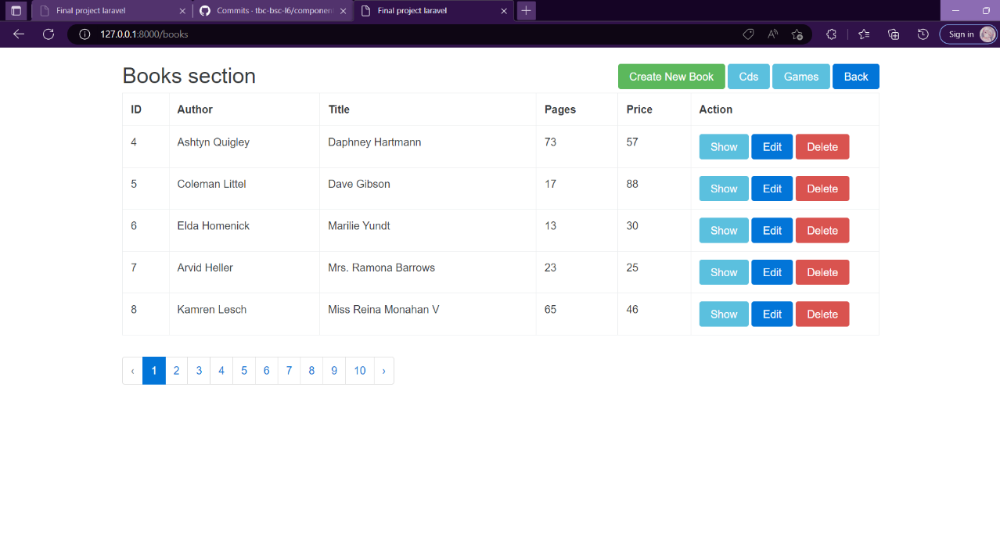 Final project laravel Commits · tbc-bsc-l6/component Final project laravel
127.0.0.1:8000/books Sign in
Books section Create New Book Cds Games Back
ID Author Title Pages Price Action
4 Ashtyn Quigley Daphney Hartmann 73 57 Show Edit Delete
5 Coleman Littel Dave Gibson 17 88 Show Edit Delete
6 Elda Homenick Marilie Yundt 13 30 Show Edit Delete
7 Arvid Heller Mrs. Ramona Barrows 23 25 Show Edit Delete
8 Kamren Lesch Miss Reina Monahan V 65 46 Show Edit Delete
‹ 1 2 3 4 5 6 7 8 9 10 ›